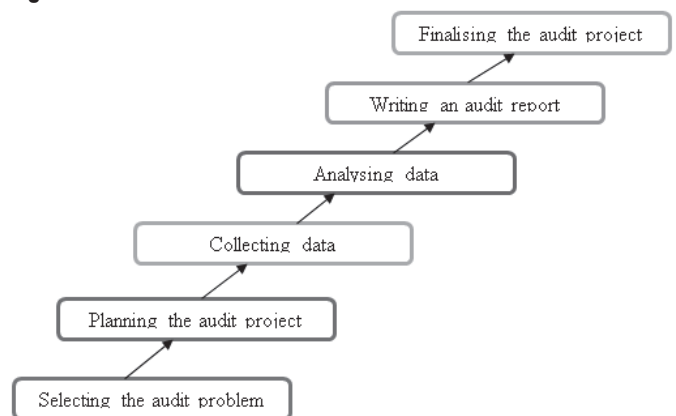 Finalising the audit project
Writing an audit report
Analysing data
Collecting data
Planning the audit project
Selecting the audit problem